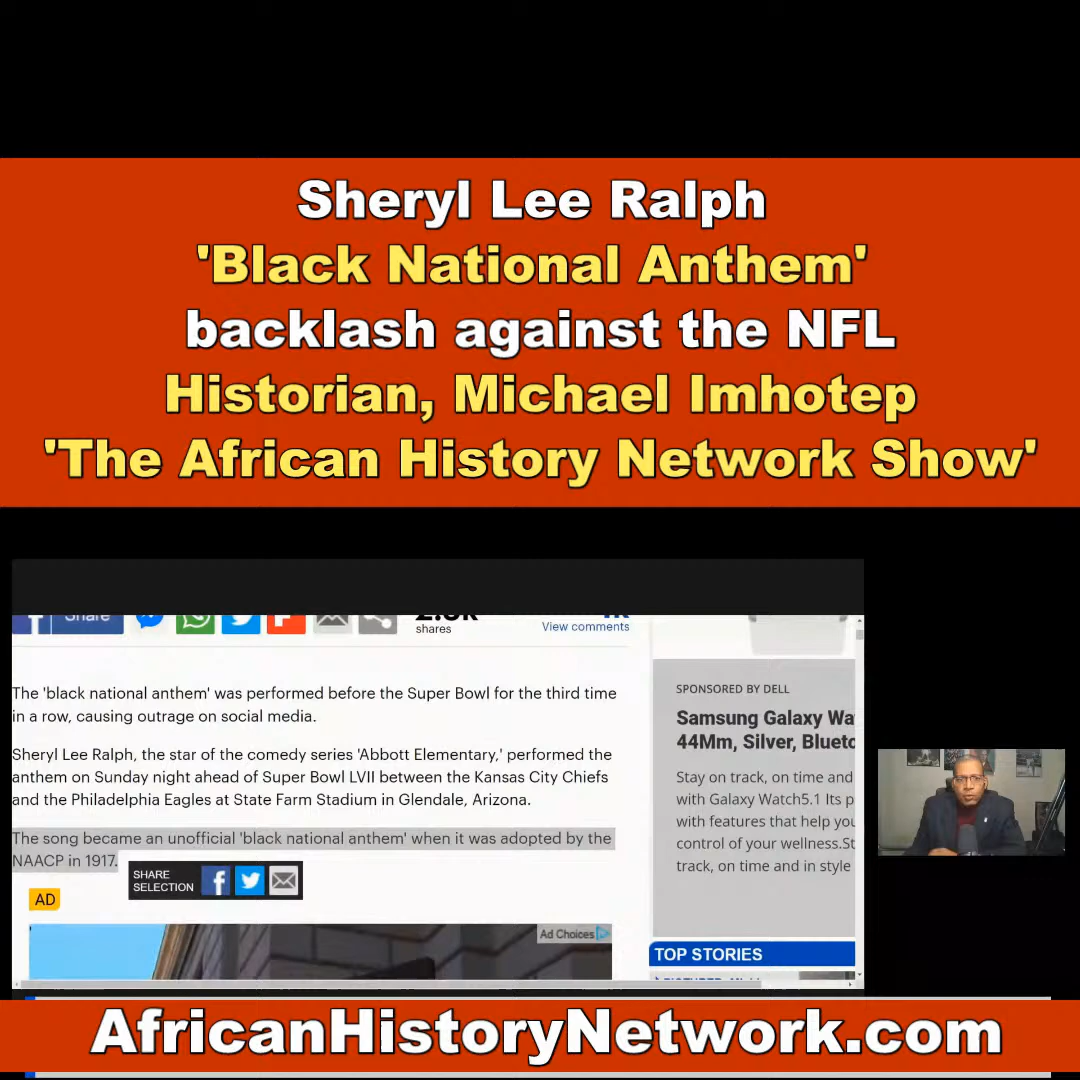 Sheryl Lee Ralph
'Black National Anthem'
backlash against the NFL
Historian, Michael Imhotep
'The African History Network Show'
Share
shares
View comments
The 'black national anthem' was performed before the Super Bowl for the third time
in a row, causing outrage on social media.
Sheryl Lee Ralph, the star of the comedy series 'Abbott Elementary,' performed the
anthem on Sunday night ahead of Super Bowl LVII between the Kansas City Chiefs
and the Philadelphia Eagles at State Farm Stadium in Glendale, Arizona.
The song became an unofficial 'black national anthem' when it was adopted by the
NAACP in 1917.
SHARE
SELECTION
AD
Ad Choices
SPONSORED BY DELL
Samsung Galaxy Wa
44Mm, Silver, Blueto
Stay on track, on time and
with Galaxy Watch5.1 Its p
with features that help you
control of your wellness.St
track, on time and in style
TOP STORIES
AfricanHistoryNetwork.com